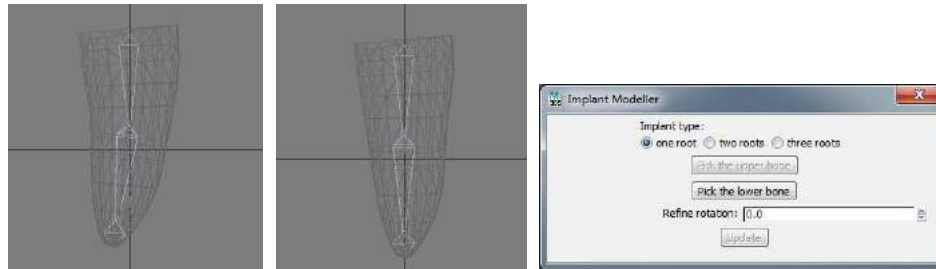 Implant Modeller
Implant type:
one root two roots three roots
Pick the upper bone
Pick the lower bone
Refine rotation: 0.0
Update